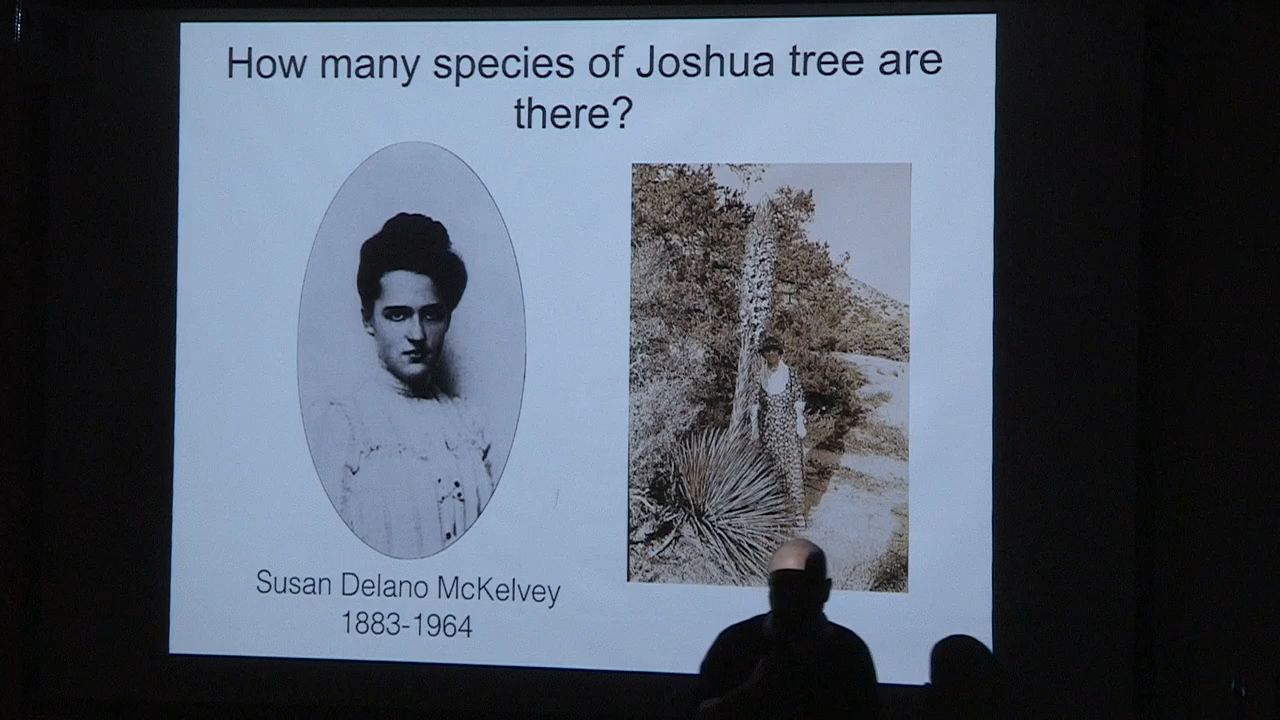 How many species of Joshua tree are
there?
Susan Delano McKelvey
1883-1964